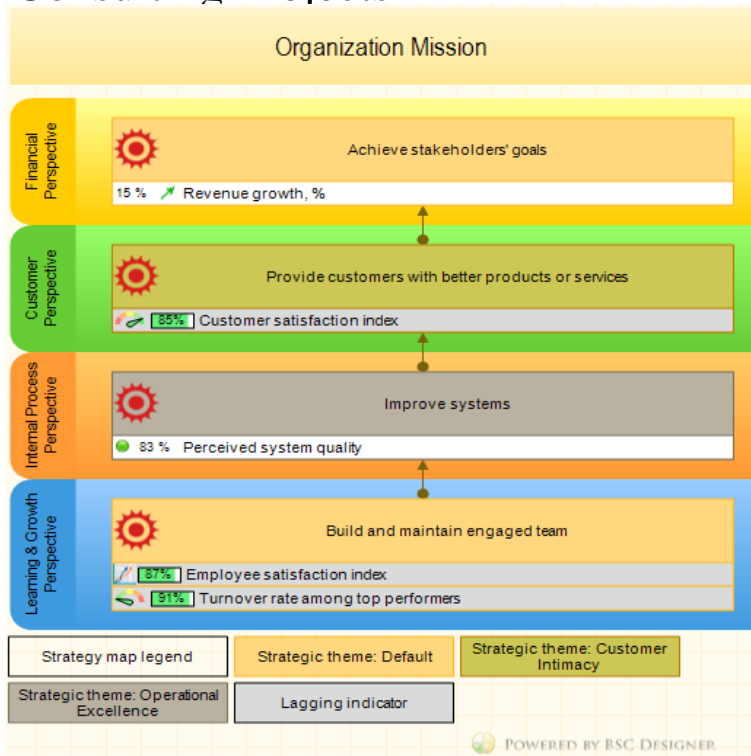 Organization Mission
Financial
Perspective
Achieve stakeholders' goals
15 % Revenue growth, %
Customer
Perspective
Provide customers with better products or services
85% Customer satisfaction index
Internal Process
Perspective
Improve systems
83 % Perceived system quality
Learning & Growth
Perspective
Build and maintain engaged team
87% Employee satisfaction index
91% Turnover rate among top performers
Strategy map legend
Strategic theme: Default
Strategic theme: Customer
Intimacy
Strategic theme: Operational
Excellence
Lagging indicator
POWERED BY BSC DESIGNER